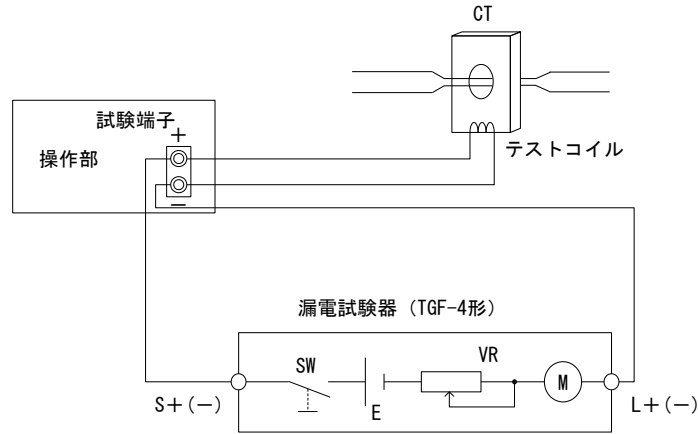 CT
試験端子
+
操作部
テストコイル
−
漏電試験器(TGF-4形)
SW
VR
M
E
S+(−)
L+(−)